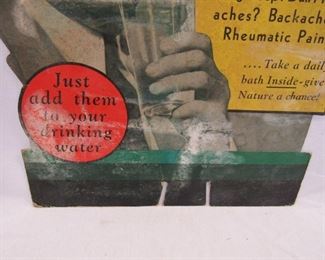 aches? Backache
Rheumatic Pain
.... Take a daily
bath Inside-give
Nature a chance!
Just
add them
to your
drinking
water